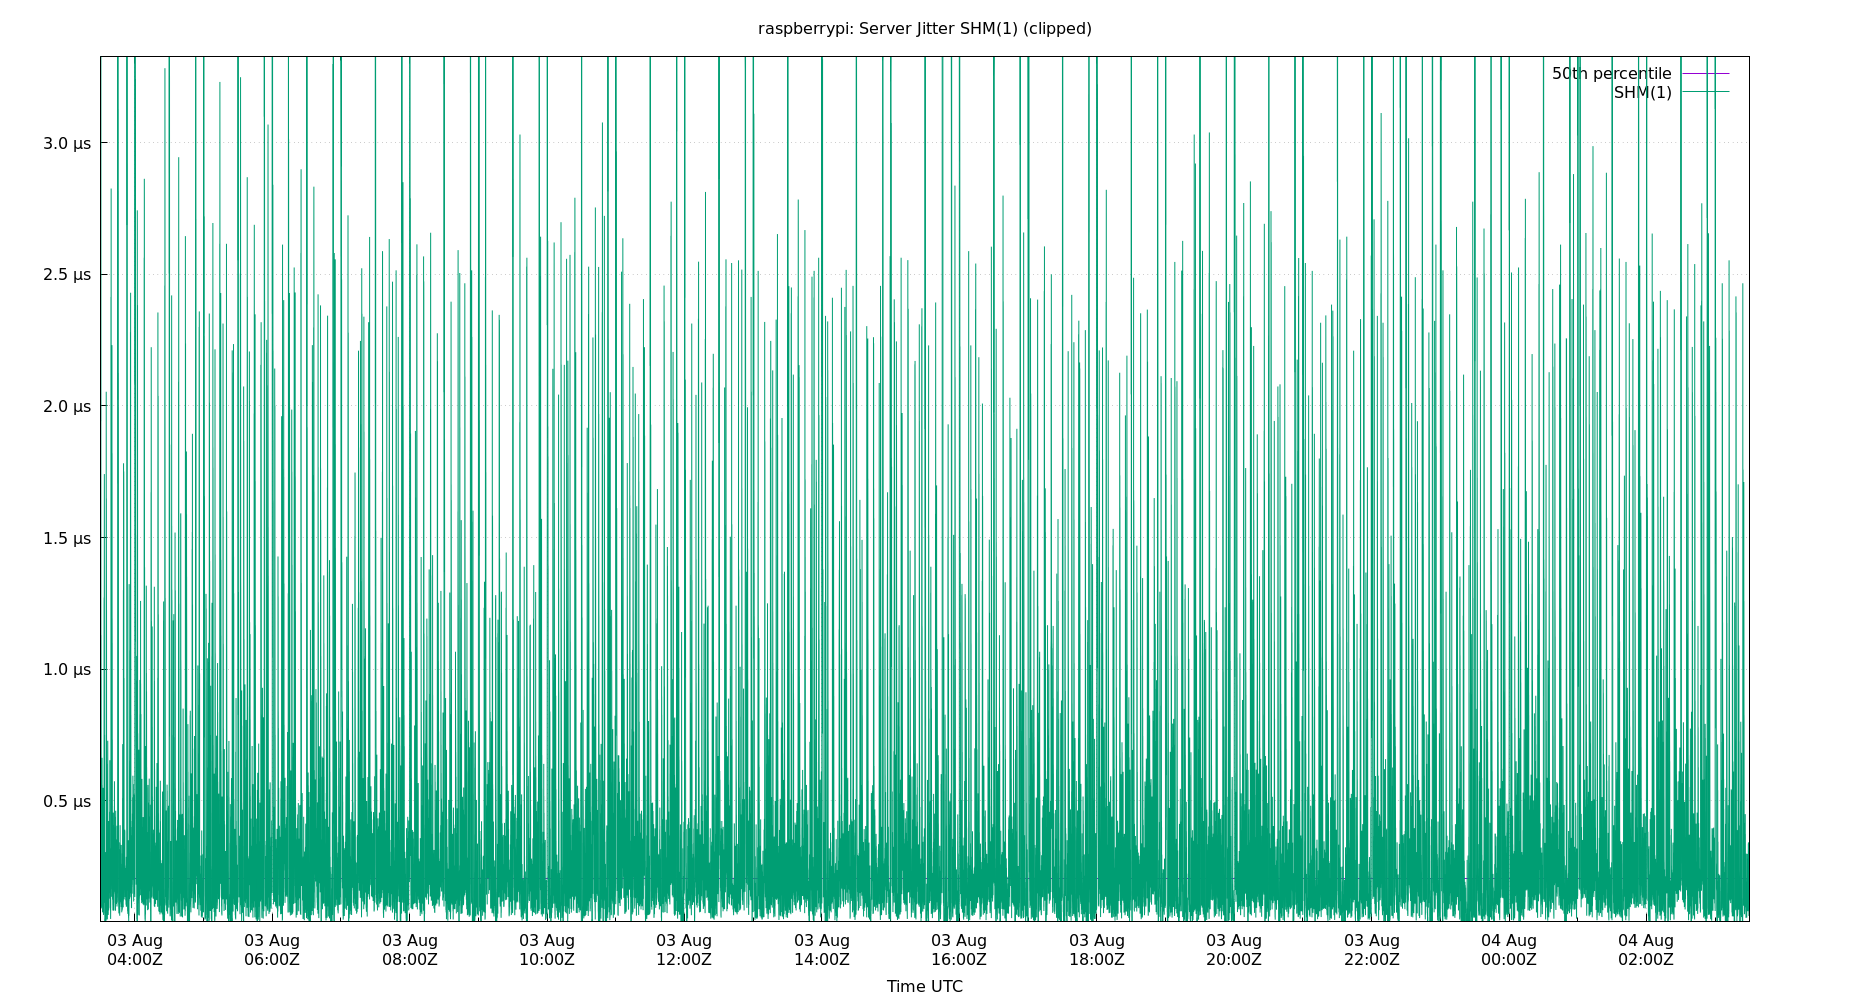 raspberrypi: Server Jitter SHM(1) (clipped)
50th percentile
SHM(1)
3.0 µs
2.5 µs
2.0 µs
1.5 µs
1.0 µs
0.5 µs
03 Aug 03 Aug 03 Aug 03 Aug 03 Aug 03 Aug 03 Aug 03 Aug 03 Aug 03 Aug 04 Aug 04 Aug
04:00Z 06:00Z 08:00Z 10:00Z 12:00Z 14:00Z 16:00Z 18:00Z 20:00Z 22:00Z 00:00Z 02:00Z
Time UTC